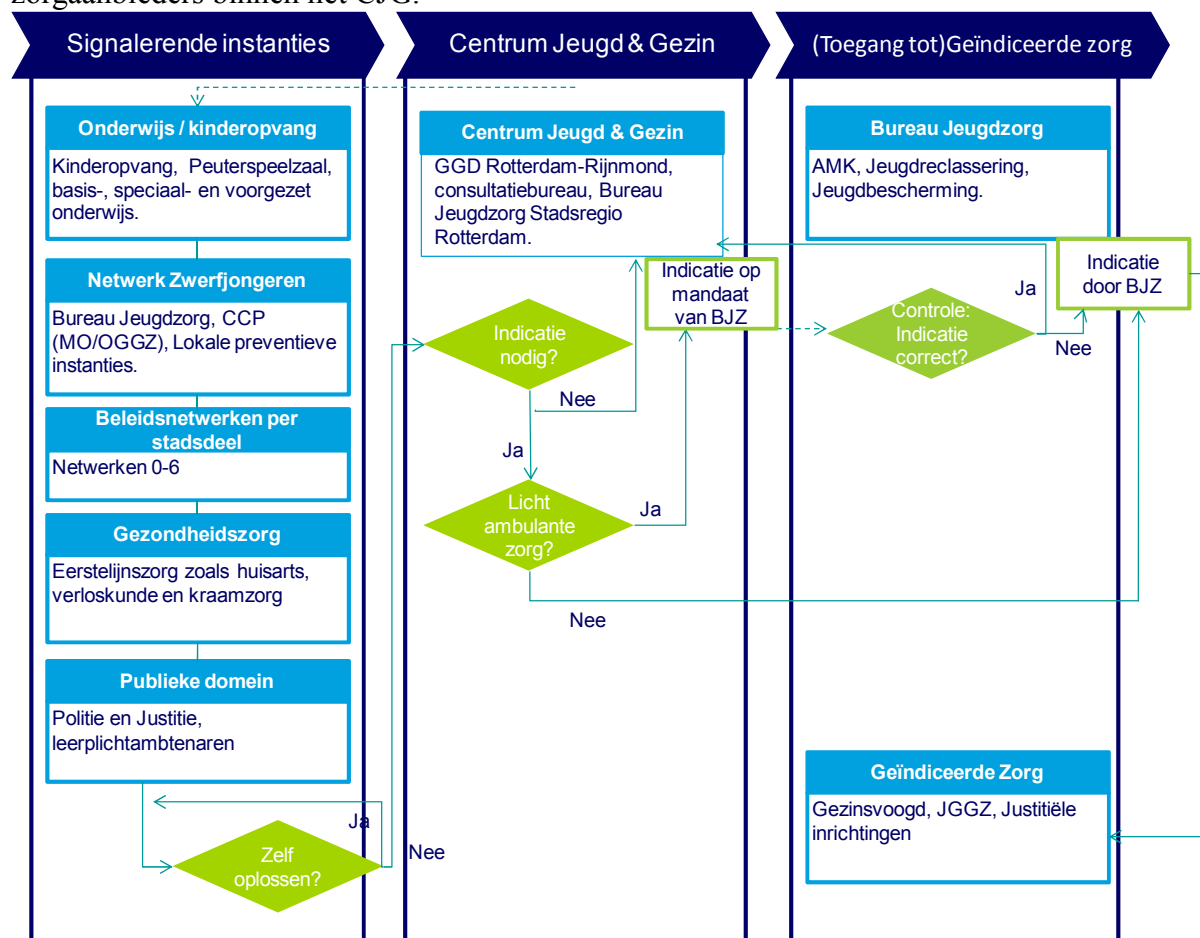 zorgaanbieders binnen het CJG.
Signalerende instanties
Centrum Jeugd & Gezin
(Toegang tot)Geïndiceerde zorg
Onderwijs / kinderopvang
Kinderopvang, Peuterspeelzaal,
basis-, speciaal- en voorgezet
onderwijs.
Netwerk Zwerfjongeren
Bureau Jeugdzorg, CCP
(MO/OGGZ), Lokale preventieve
instanties.
Beleidsnetwerken per
stadsdeel
Netwerken 0-6
Gezondheidszorg
Eerstelijnszorg zoals huisarts,
verloskunde en kraamzorg
Publieke domein
Politie en Justitie,
leerplichtambtenaren
Zelf
oplossen?
Ja
Nee
Centrum Jeugd & Gezin
GGD Rotterdam-Rijnmond,
consultatiebureau, Bureau
Jeugdzorg Stadsregio
Rotterdam.
Indicatie
nodig?
Nee
Ja
Licht
ambulante
zorg?
Ja
Nee
Indicatie op
mandaat
van BJZ
Bureau Jeugdzorg
AMK, Jeugdreclassering,
Jeugdbescherming.
Controle:
Indicatie
correct?
Ja
Nee
Indicatie
door BJZ
Geïndiceerde Zorg
Gezinsvoogd, JGGZ, Justitiële
inrichtingen